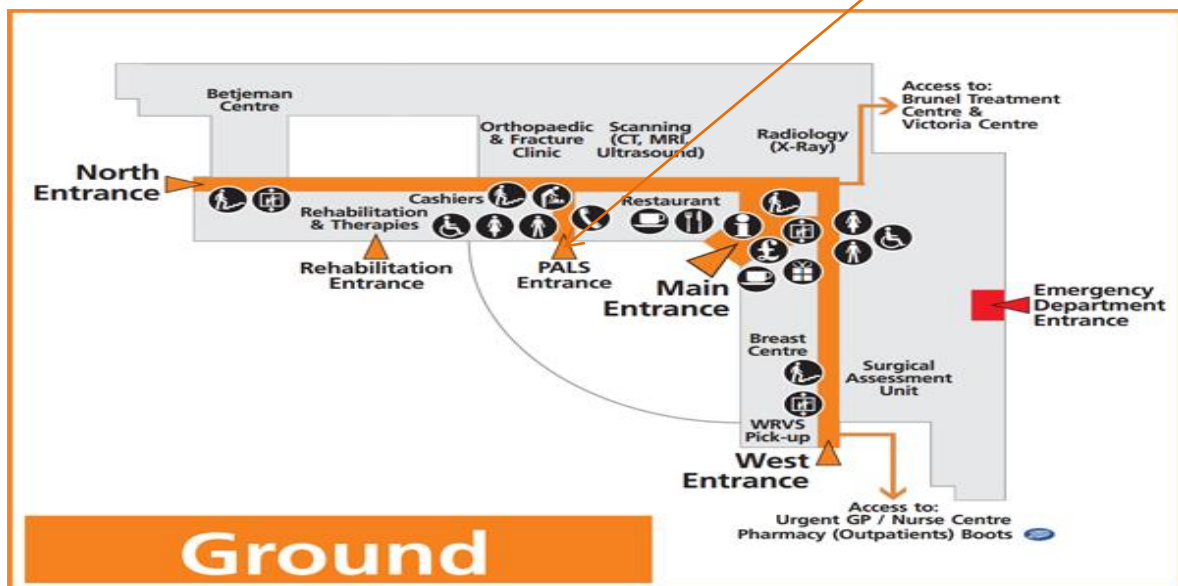 Betjeman
Centre
Orthopaedic
& Fracture
Clinic
Scanning
(CT, MRI,
Ultrasound)
Radiology
(X-Ray)
Access to:
Brunel Treatment
Centre &
Victoria Centre
North
Entrance
Cashiers
Restaurant
Rehabilitation
& Therapies
i
£
Rehabilitation
Entrance
PALS
Entrance
Main
Entrance
Emergency
Department
Entrance
Breast
Centre
Surgical
Assessment
Unit
WRVS
Pick-up
West
Entrance
Access to:
Urgent GP / Nurse Centre
Pharmacy (Outpatients) Boots
Ground